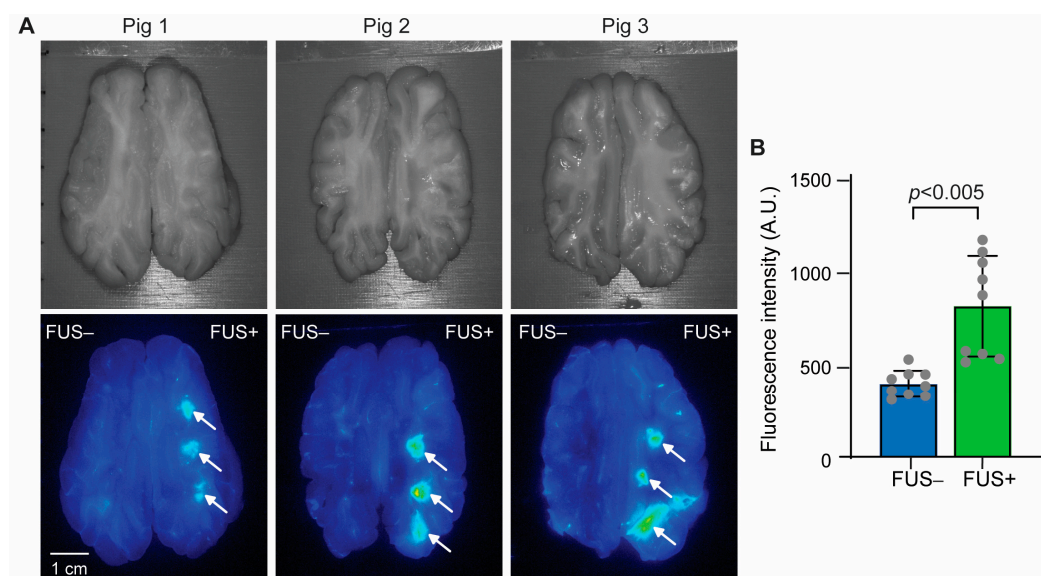 A
Pig 1
Pig 2
Pig 3
FUS– FUS+
FUS– FUS+
FUS– FUS+
1 cm
B
Fluorescence intensity (A.U.)
1500
1000
500
0
p<0.005
FUS– FUS+